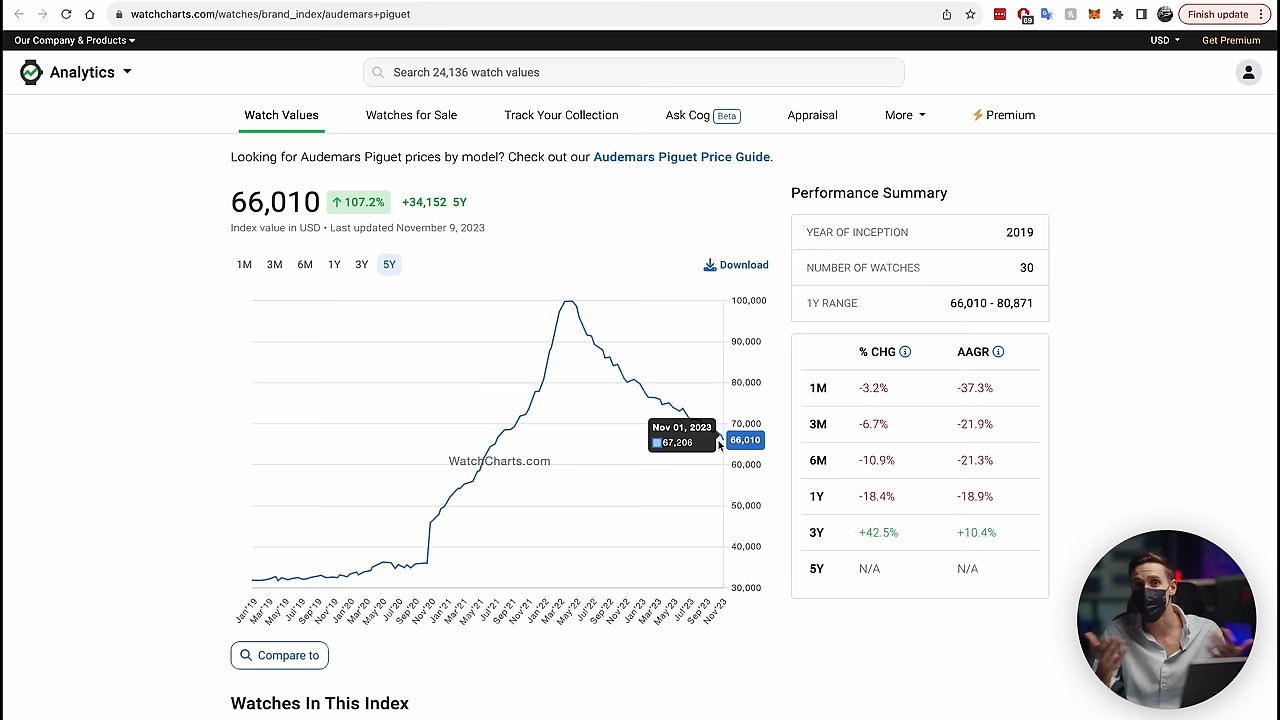 watchcharts.com/watches/brand_index/audemars+piguet
69
Finish update
Our Company & Products
USD
Get Premium
Analytics
Search 24,136 watch values
Watch Values
Watches for Sale
Track Your Collection
Ask Cog Beta
Appraisal
More
Premium
Looking for Audemars Piguet prices by model? Check out our Audemars Piguet Price Guide.
66,010 107.2% +34,152 5Y
Index value in USD • Last updated November 9, 2023
1M 3M 6M 1Y 3Y 5Y
Download
100,000
90,000
80,000
70,000
60,000
50,000
40,000
30,000
Nov 01, 2023
67,206
66,010
WatchCharts.com
Jan'19 Mar'19 May'19 Jul'19 Sep'19 Nov'19 Jan'20 Mar'20 May'20 Jul'20 Sep'20 Nov'20 Jan'21 Mar'21 May'21 Jul'21 Sep'21 Nov'21 Jan'22 Mar'22 May'22 Jul'22 Sep'22 Nov'22 Jan'23 Mar'23 May'23 Jul'23 Sep'23 Nov'23
Compare to
Watches In This Index
Performance Summary
YEAR OF INCEPTION 2019
NUMBER OF WATCHES 30
1Y RANGE 66,010 - 80,871
% CHG AAGR
1M -3.2% -37.3%
3M -6.7% -21.9%
6M -10.9% -21.3%
1Y -18.4% -18.9%
3Y +42.5% +10.4%
5Y N/A N/A